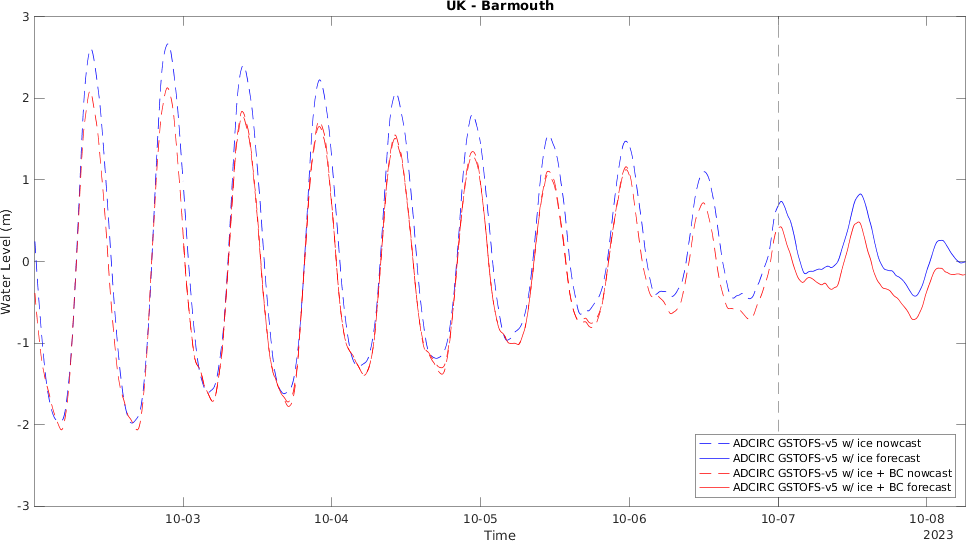 UK - Barmouth
3
2
1
0
-1
-2
-3
Water Level (m)
ADCIRC GSTOFS-v5 w/ ice nowcast
ADCIRC GSTOFS-v5 w/ ice forecast
ADCIRC GSTOFS-v5 w/ ice + BC nowcast
ADCIRC GSTOFS-v5 w/ ice + BC forecast
10-03 10-04 10-05 10-06 10-07 10-08
Time 2023